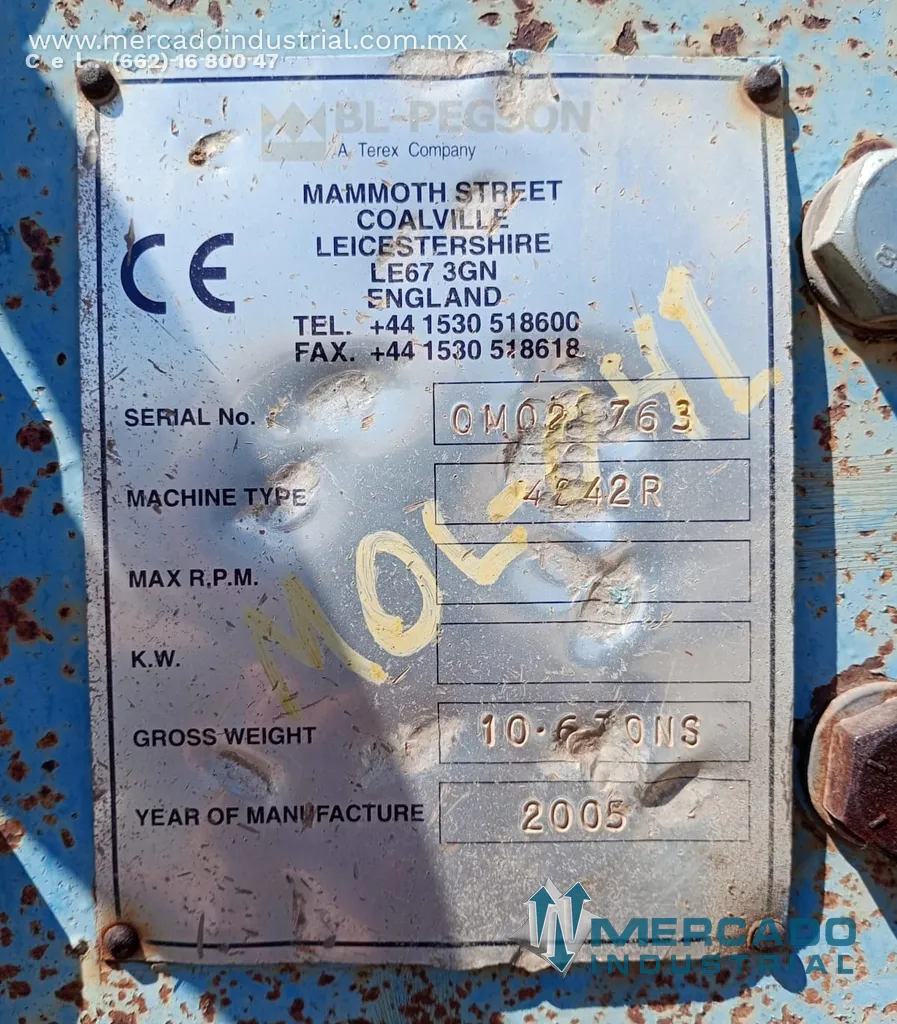 www.mercadoindustrial.com.mx
Cel. (662) 16 800 47
BL-PEGSON
A Terex Company
MAMMOTH STREET
COALVILLE
LEICESTERSHIRE
LE67 3GN
ENGLAND
TEL. +44 1530 518600
FAX. +44 1530 518618
CE
SERIAL No.
MACHINE TYPE 4242R
MAX R.P.M.
K.W.
GROSS WEIGHT
YEAR OF MANUFACTURE 2005
MERCADO
INDUSTRIAL